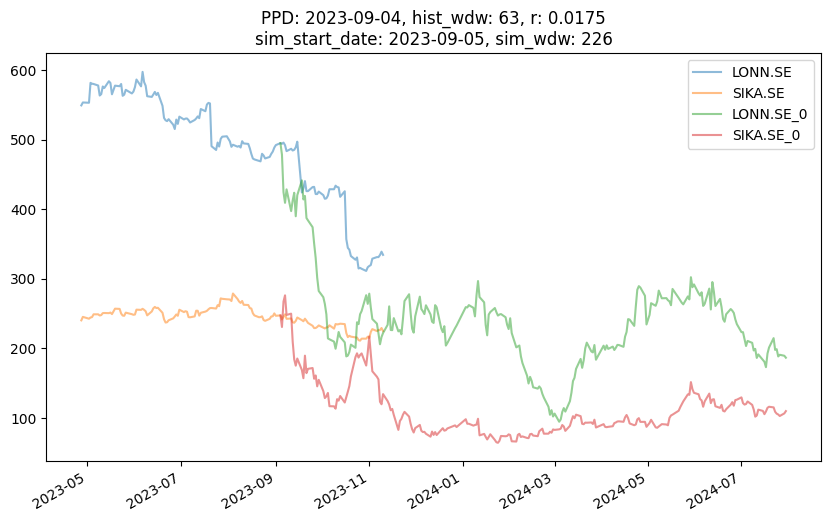 PPD: 2023-09-04, hist_wdw: 63, r: 0.0175
sim_start_date: 2023-09-05, sim_wdw: 226
LONN.SE
SIKA.SE
LONN.SE_0
SIKA.SE_0
600
500
400
300
200
100
2023-05
2023-07
2023-09
2023-11
2024-01
2024-03
2024-05
2024-07